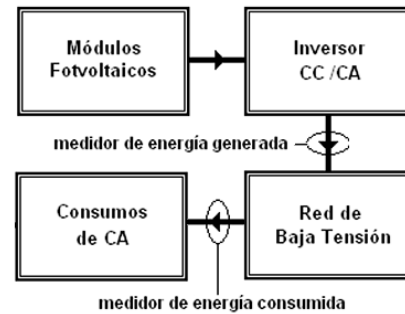 Módulos
Fotvoltaicos
Inversor
CC /CA
medidor de energía generada
Consumos
de CA
Red de
Baja Tensión
medidor de energía consumida